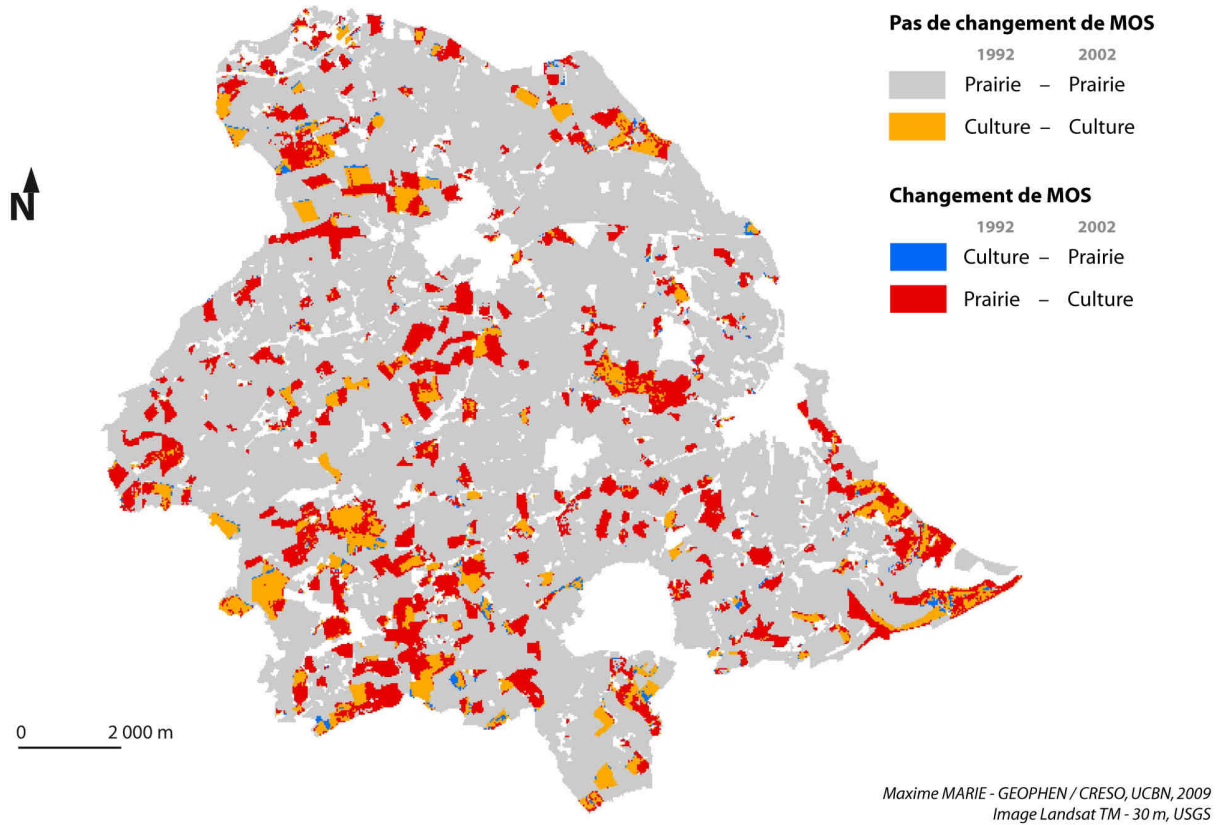 Pas de changement de MOS
1992 2002
Prairie – Prairie
Culture – Culture
Changement de MOS
1992 2002
Culture – Prairie
Prairie – Culture
N
0 2 000 m
Maxime MARIE - GEOPHEN / CRESO, UCBN, 2009
Image Landsat TM - 30 m, USGS